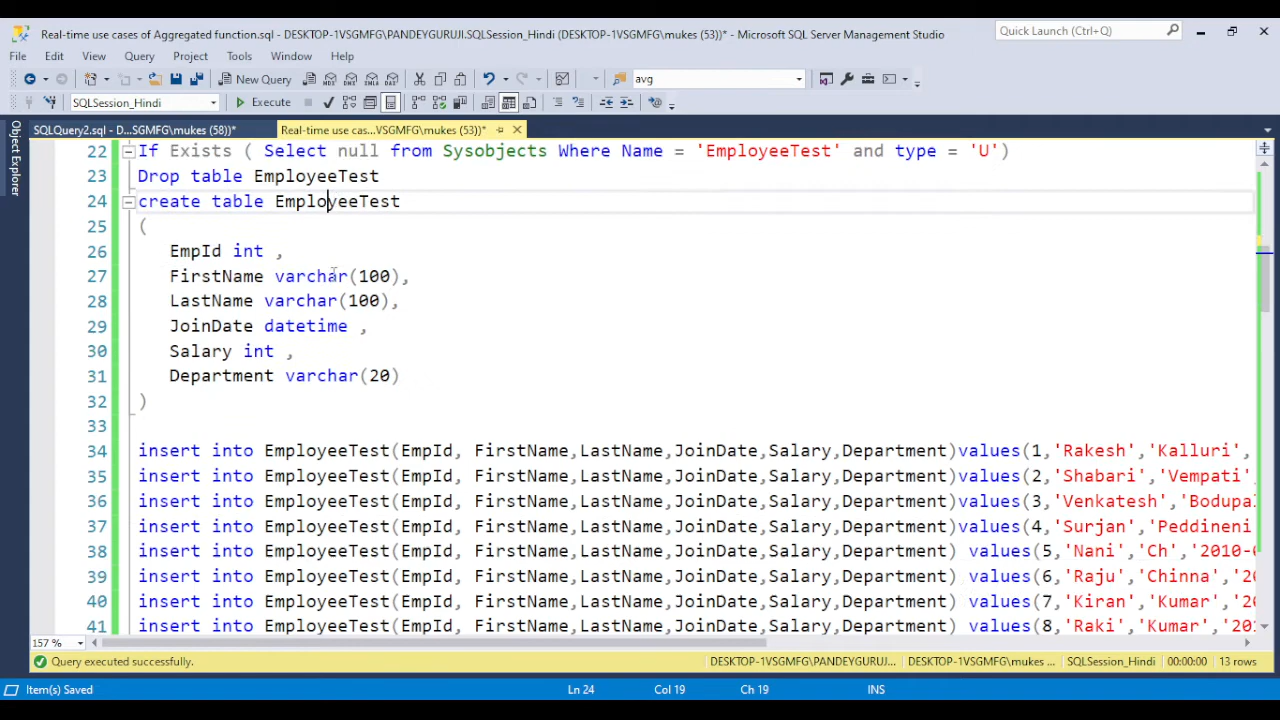 Real-time use cases of Aggregated function.sql - DESKTOP-1VSGMFG\PANDEYGURUJI.SQLSession_Hindi (DESKTOP-1VSGMFG\mukes (53))* - Microsoft SQL Server Management Studio
Quick Launch (Ctrl+Q)
File Edit View Query Project Tools Window Help
New Query avg
SQLSession_Hindi Execute
SQLQuery2.sql - D...SGMFG\mukes (58))* Real-time use cas...VSGMFG\mukes (53))*
Object Explorer
22 If Exists ( Select null from Sysobjects Where Name = 'EmployeeTest' and type = 'U')
23 Drop table EmployeeTest
24 create table EmployeeTest
25 (
26 EmpId int ,
27 FirstName varchar(100),
28 LastName varchar(100),
29 JoinDate datetime ,
30 Salary int ,
31 Department varchar(20)
32 )
33
34 insert into EmployeeTest(EmpId, FirstName,LastName,JoinDate,Salary,Department)values(1,'Rakesh','Kalluri',
35 insert into EmployeeTest(EmpId, FirstName,LastName,JoinDate,Salary,Department)values(2,'Shabari','Vempati',
36 insert into EmployeeTest(EmpId, FirstName,LastName,JoinDate,Salary,Department)values(3,'Venkatesh','Bodupal
37 insert into EmployeeTest(EmpId, FirstName,LastName,JoinDate,Salary,Department)values(4,'Surjan','Peddineni
38 insert into EmployeeTest(EmpId, FirstName,LastName,JoinDate,Salary,Department) values(5,'Nani','Ch','2010-
39 insert into EmployeeTest(EmpId, FirstName,LastName,JoinDate,Salary,Department) values(6,'Raju','Chinna','20
40 insert into EmployeeTest(EmpId, FirstName,LastName,JoinDate,Salary,Department) values(7,'Kiran','Kumar','20
41 insert into EmployeeTest(EmpId, FirstName,LastName,JoinDate,Salary,Department) values(8,'Raki','Kumar','201
157 %
Query executed successfully. DESKTOP-1VSGMFG\PANDEYGURUJ... DESKTOP-1VSGMFG\mukes ... SQLSession_Hindi 00:00:00 13 rows
Item(s) Saved Ln 24 Col 19 Ch 19 INS